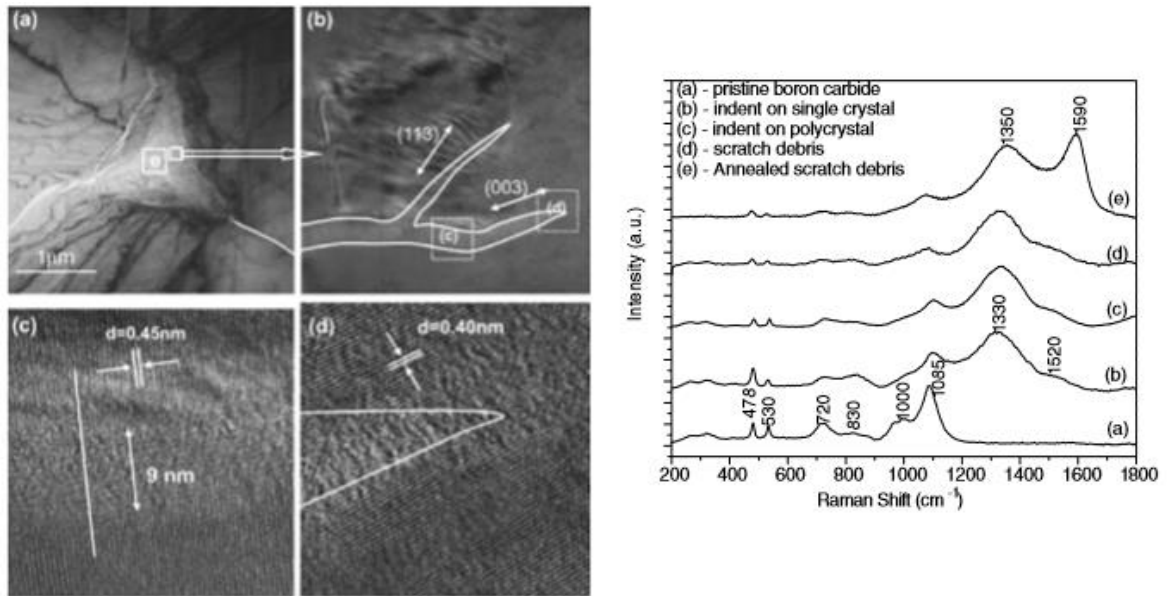 (a)
e
1µm
(b)
(113)
(003)
(c)
(d)
(c)
d=0.45nm
9 nm
(d)
d=0.40nm
(a) - pristine boron carbide
(b) - indent on single crystal
(c) - indent on polycrystal
(d) - scratch debris
(e) - Annealed scratch debris
1350
1590
(e)
(d)
(c)
1330
1520
(b)
478
530
720
830
1000
1085
(a)
Intensity (a.u.)
200 400 600 800 1000 1200 1400 1600 1800
Raman Shift (cm⁻¹)